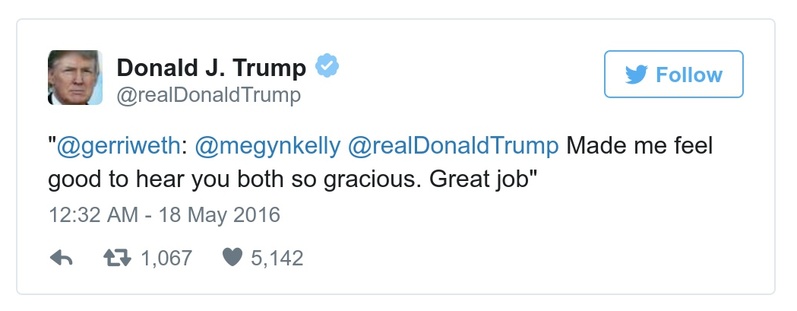 Donald J. Trump
@realDonaldTrump
Follow
"@gerriweth: @megynkelly @realDonaldTrump Made me feel
good to hear you both so gracious. Great job"
12:32 AM - 18 May 2016
1,067 5,142